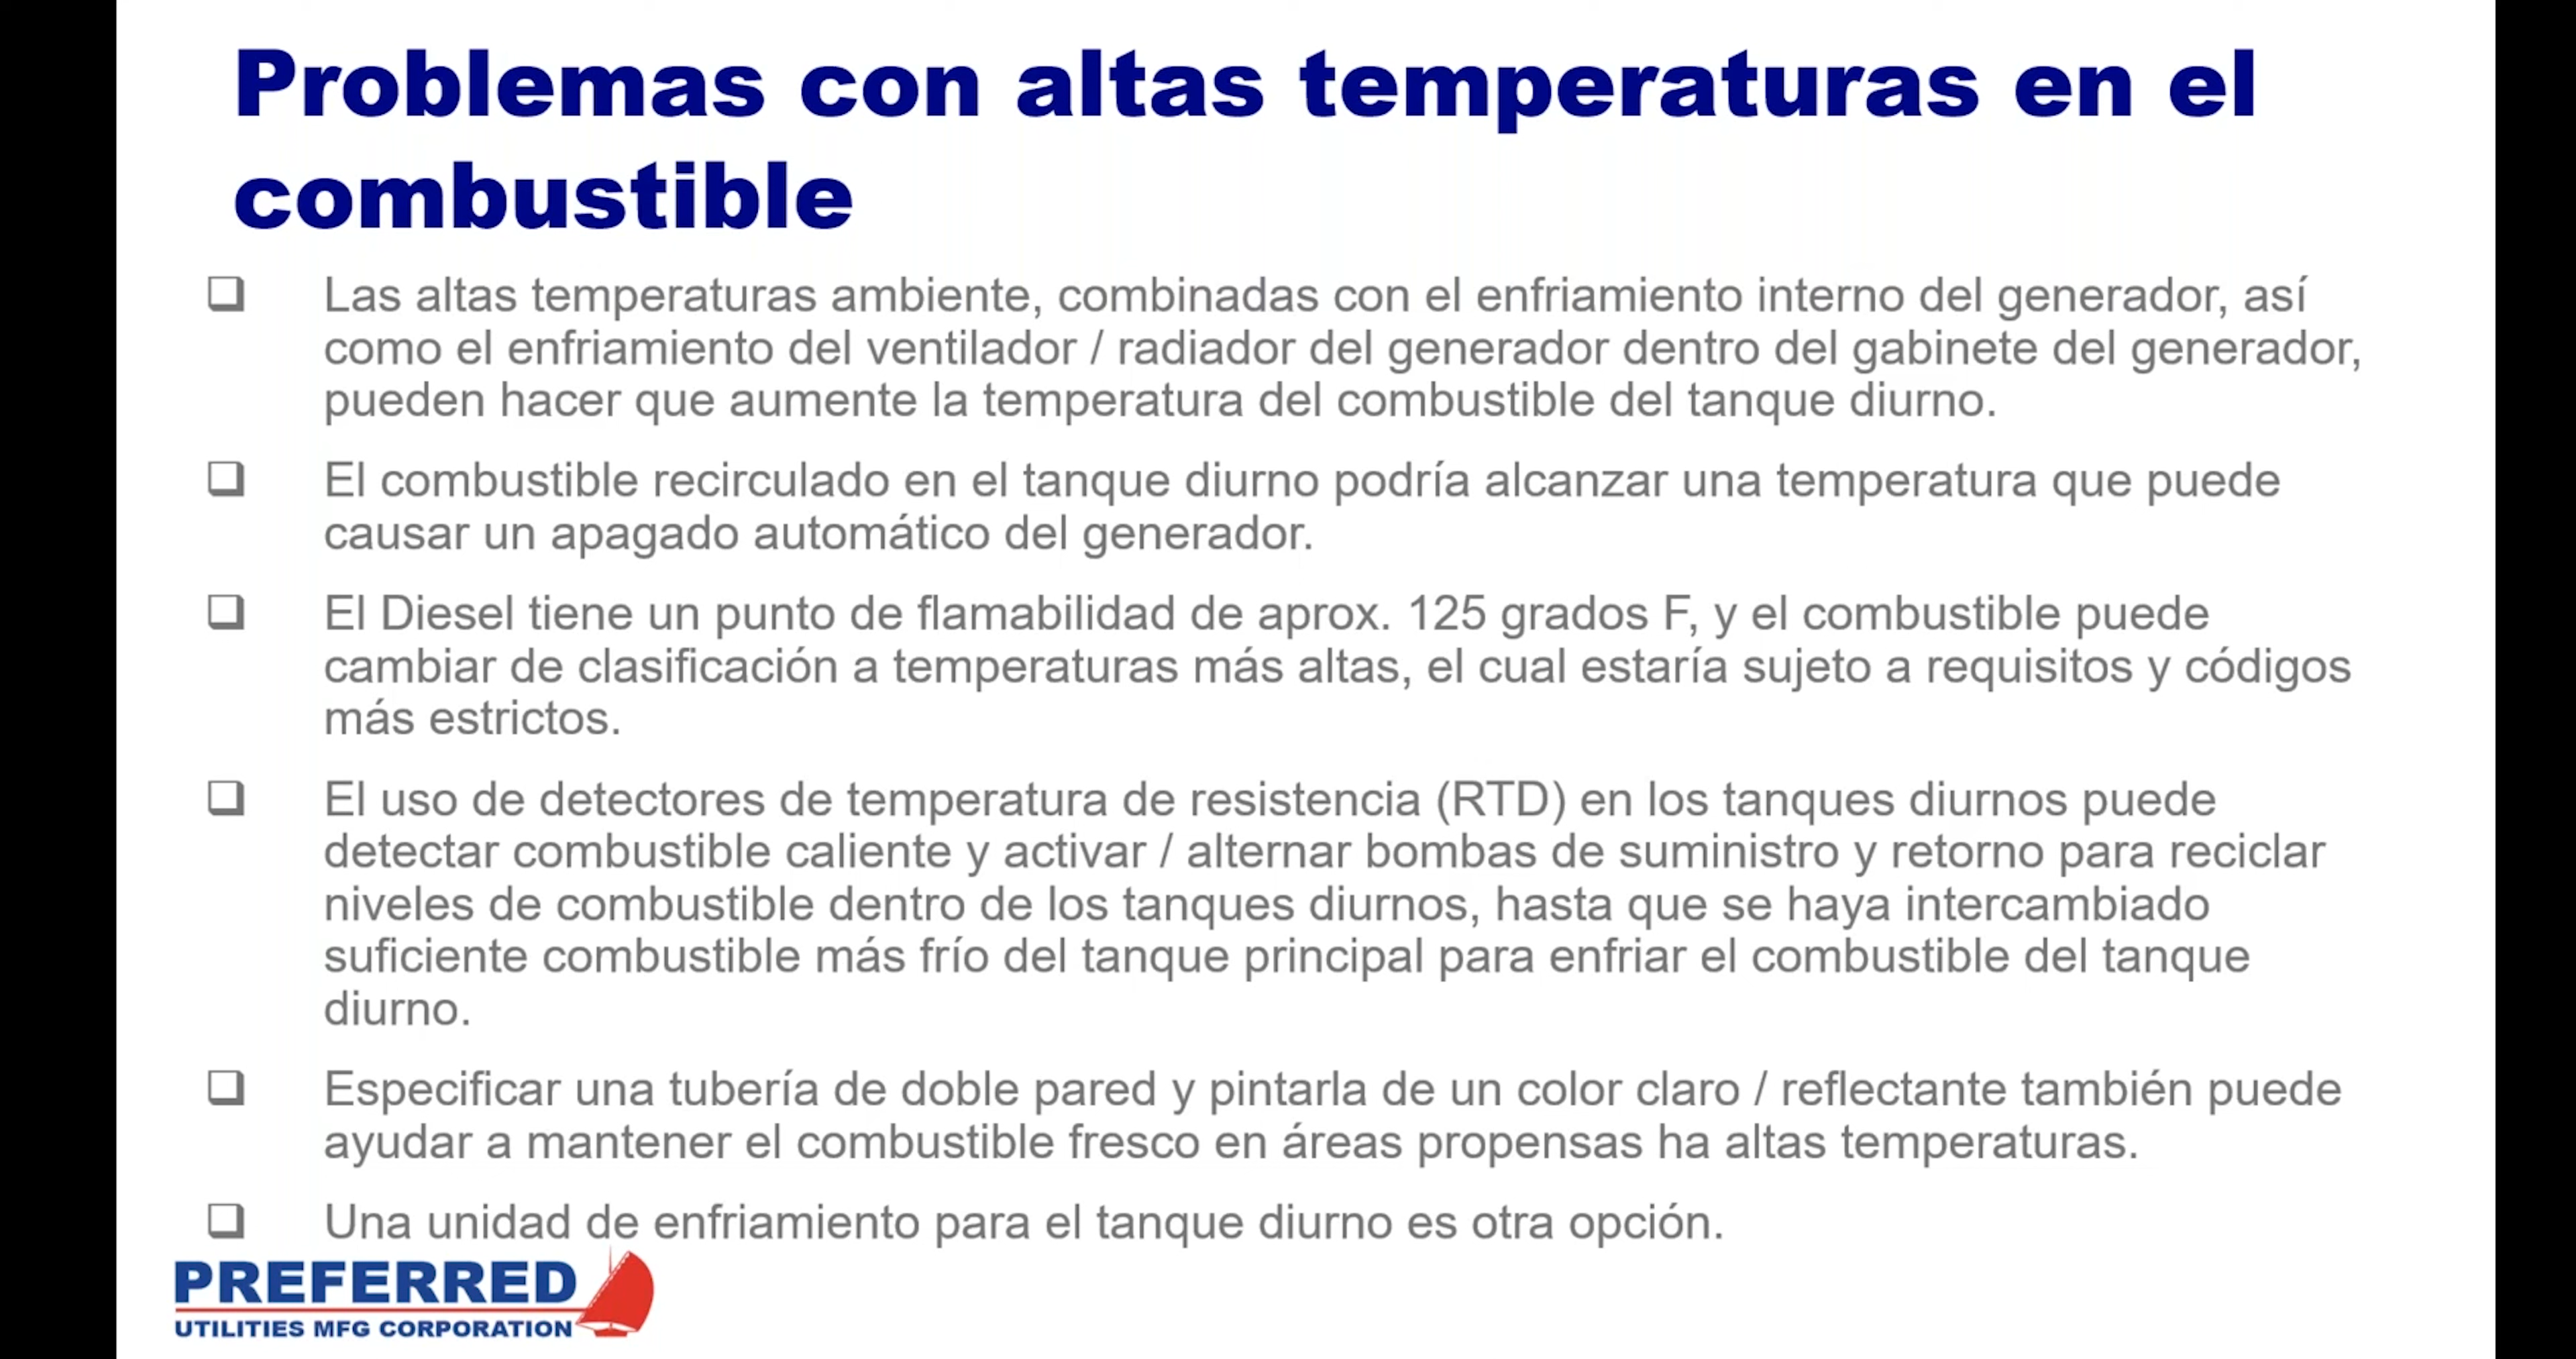 Problemas con altas temperaturas en el
combustible
Las altas temperaturas ambiente, combinadas con el enfriamiento interno del generador, así
como el enfriamiento del ventilador / radiador del generador dentro del gabinete del generador,
pueden hacer que aumente la temperatura del combustible del tanque diurno.
El combustible recirculado en el tanque diurno podría alcanzar una temperatura que puede
causar un apagado automático del generador.
El Diesel tiene un punto de flamabilidad de aprox. 125 grados F, y el combustible puede
cambiar de clasificación a temperaturas más altas, el cual estaría sujeto a requisitos y códigos
más estrictos.
El uso de detectores de temperatura de resistencia (RTD) en los tanques diurnos puede
detectar combustible caliente y activar / alternar bombas de suministro y retorno para reciclar
niveles de combustible dentro de los tanques diurnos, hasta que se haya intercambiado
suficiente combustible más frío del tanque principal para enfriar el combustible del tanque
diurno.
Especificar una tubería de doble pared y pintarla de un color claro / reflectante también puede
ayudar a mantener el combustible fresco en áreas propensas ha altas temperaturas.
Una unidad de enfriamiento para el tanque diurno es otra opción.
PREFERRED
UTILITIES MFG CORPORATION